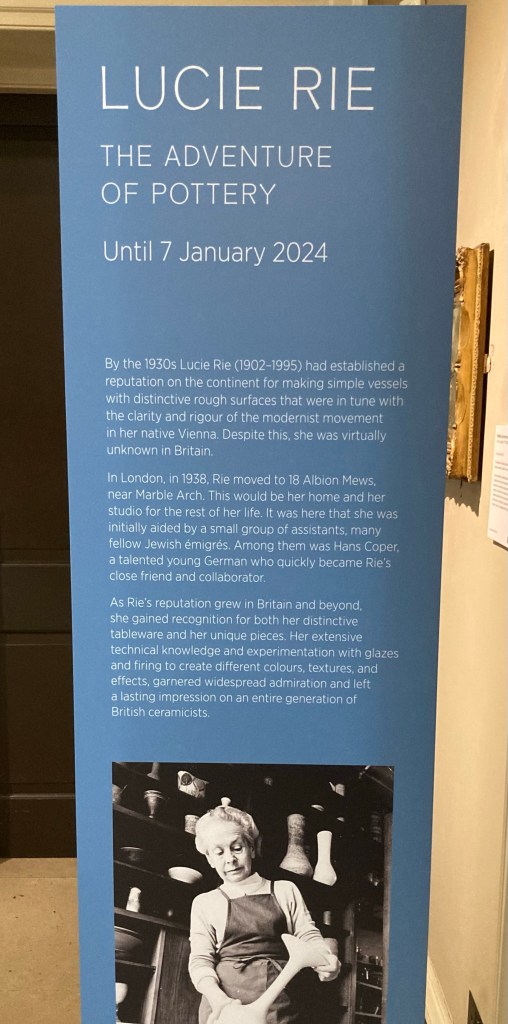 LUCIE RIE
THE ADVENTURE
OF POTTERY
Until 7 January 2024
By the 1930s Lucie Rie (1902–1995) had established a
reputation on the continent for making simple vessels
with distinctive rough surfaces that were in tune with
the clarity and rigour of the modernist movement
in her native Vienna. Despite this, she was virtually
unknown in Britain.
In London, in 1938, Rie moved to 18 Albion Mews,
near Marble Arch. This would be her home and her
studio for the rest of her life. It was here that she was
initially aided by a small group of assistants, many
fellow Jewish émigrés. Among them was Hans Coper,
a talented young German who quickly became Rie's
close friend and collaborator.
As Rie's reputation grew in Britain and beyond,
she gained recognition for both her distinctive
tableware and her unique pieces. Her extensive
technical knowledge and experimentation with glazes
and firing to create different colours, textures, and
effects, garnered widespread admiration and left
a lasting impression on an entire generation of
British ceramicists.